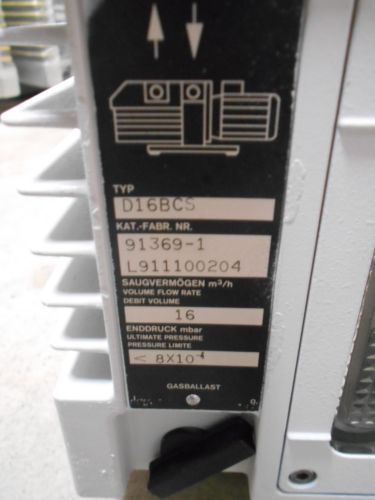 TYP
D16BCS
KAT.-FABR. NR.
91369-1
L911100204
SAUGVERMÖGEN m³/h
VOLUME FLOW RATE
DEBIT VOLUME
16
ENDDRUCK mbar
ULTIMATE PRESSURE
PRESSURE LIMITE
< 8X10⁻⁴
GASBALLAST